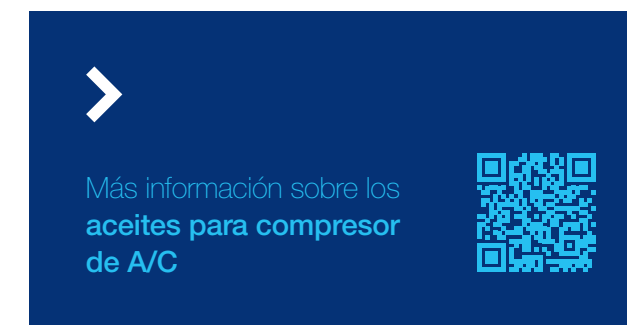 Más información sobre los
aceites para compresor
de A/C